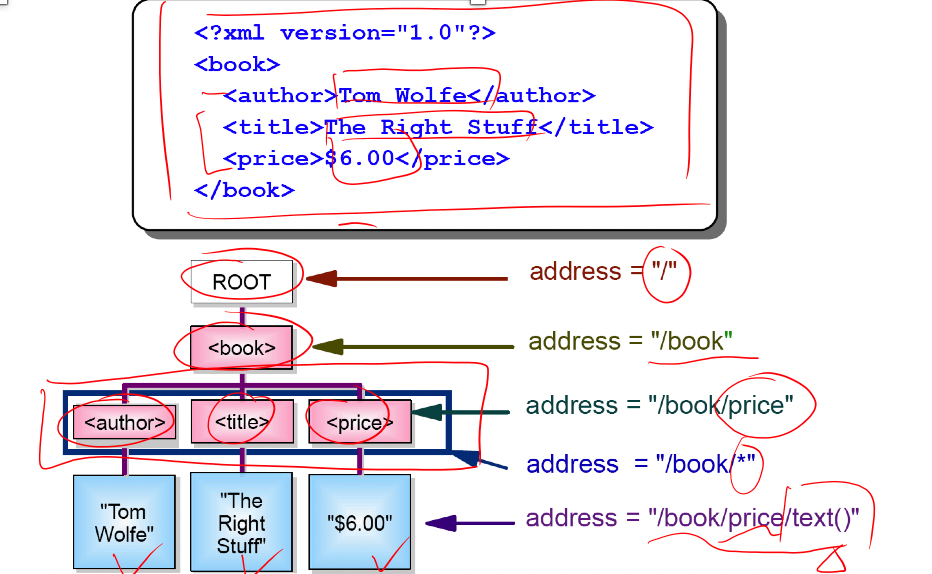 <?xml version="1.0"?>
<book>
<author>Tom Wolfe</author>
<title>The Right Stuff</title>
<price>$6.00</price>
</book>
ROOT
address = "/"
<book>
address = "/book"
<author>
<title>
<price>
address = "/book/price"
address = "/book/*"
"Tom
Wolfe"
"The
Right
Stuff"
"$6.00"
address = "/book/price/text()"